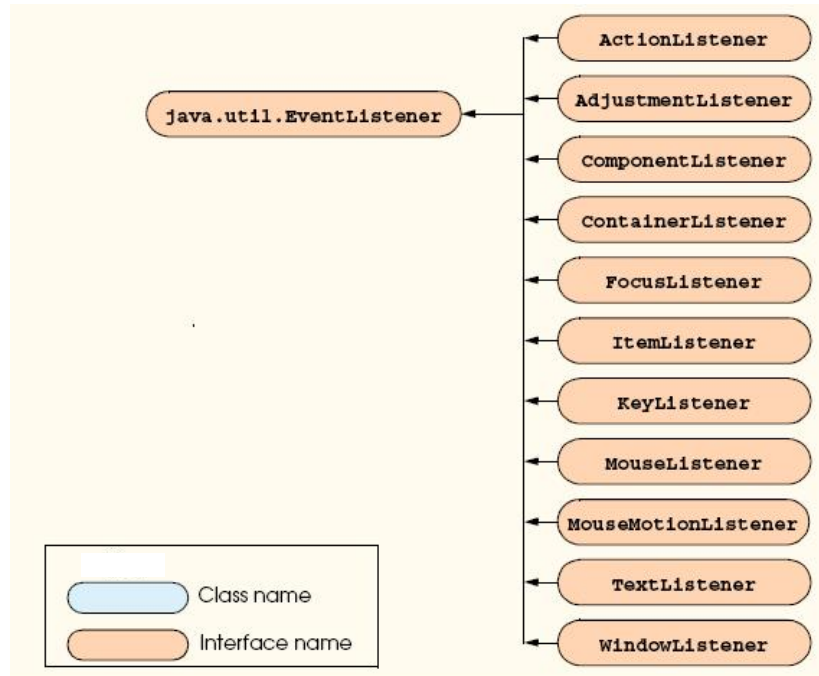 ActionListener
java.util.EventListener
AdjustmentListener
ComponentListener
ContainerListener
FocusListener
ItemListener
KeyListener
MouseListener
MouseMotionListener
TextListener
WindowListener
Class name
Interface name